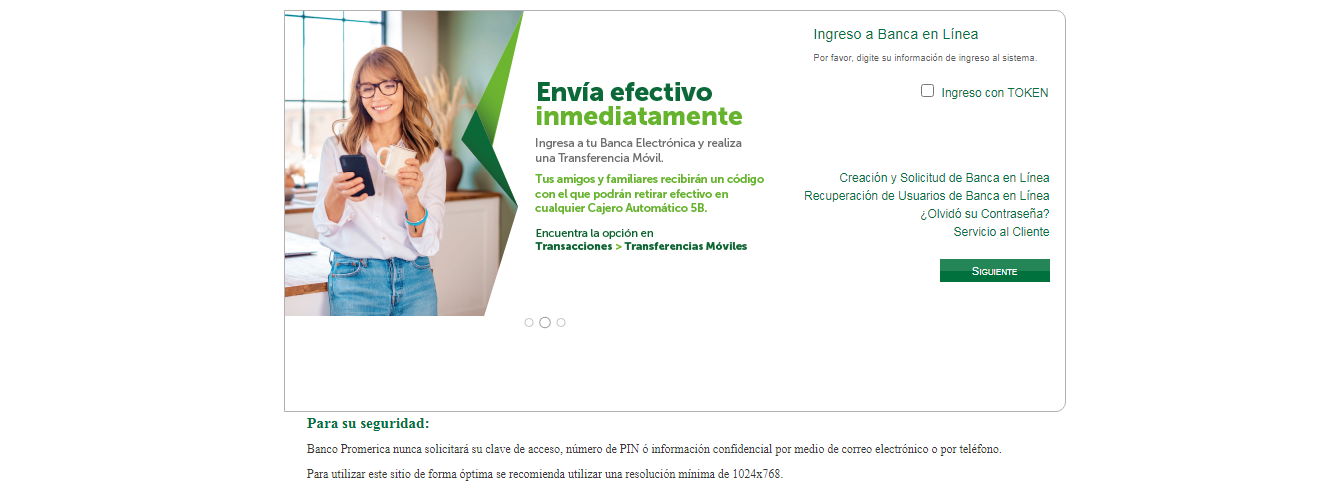 Envía efectivo
inmediatamente
Ingresa a tu Banca Electrónica y realiza
una Transferencia Móvil.
Tus amigos y familiares recibirán un código
con el que podrán retirar efectivo en
cualquier Cajero Automático 5B.
Encuentra la opción en
Transacciones > Transferencias Móviles
Ingreso a Banca en Línea
Por favor, digite su información de ingreso al sistema.
Ingreso con TOKEN
Creación y Solicitud de Banca en Línea
Recuperación de Usuarios de Banca en Línea
¿Olvidó su Contraseña?
Servicio al Cliente
SIGUIENTE
Para su seguridad:
Banco Promerica nunca solicitará su clave de acceso, número de PIN ó información confidencial por medio de correo electrónico o por teléfono.
Para utilizar este sitio de forma óptima se recomienda utilizar una resolución mínima de 1024x768.